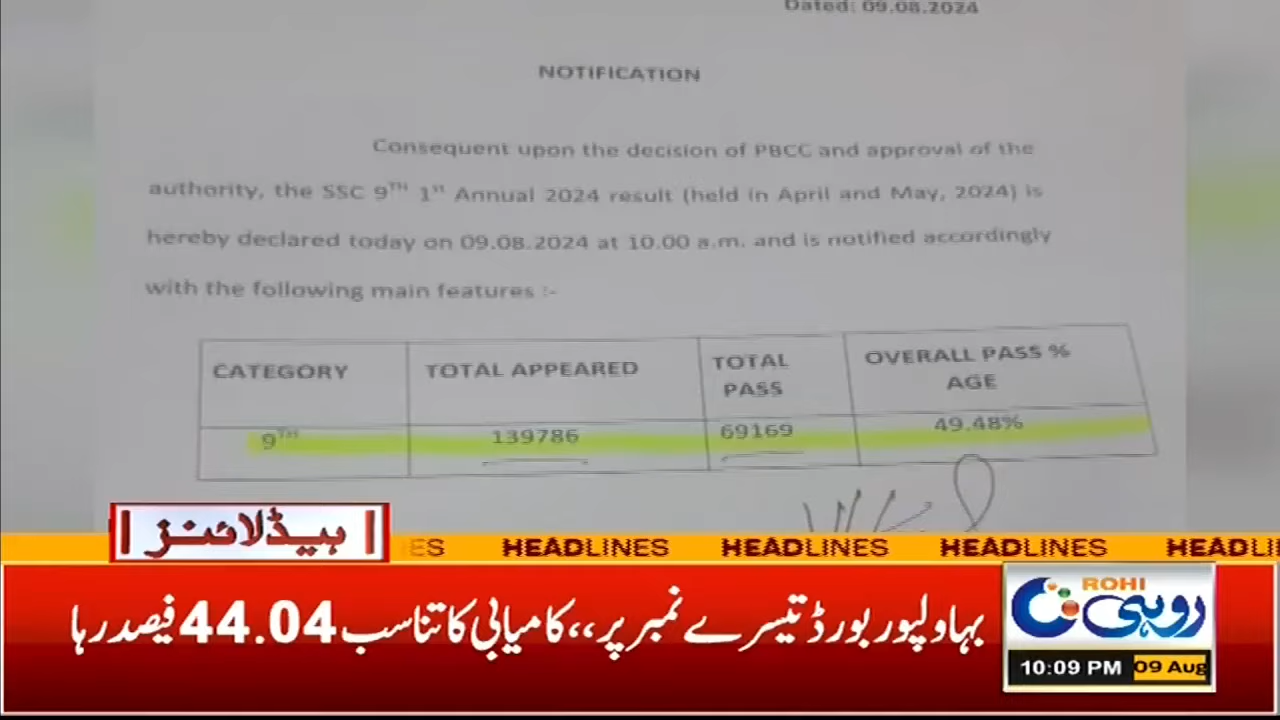 Dated: 09.08.2024
NOTIFICATION
Consequent upon the decision of PBCC and approval of the
authority, the SSC 9TH 1st Annual 2024 result (held in April and May, 2024) is
hereby declared today on 09.08.2024 at 10.00 a.m. and is notified accordingly
with the following main features :-
CATEGORY TOTAL APPEARED TOTAL PASS OVERALL PASS % AGE
9TH 139786 69169 49.48%
ہیڈلائنز
ES HEADLINES HEADLINES HEADLINES HEADLI
بہاولپور بورڈ تیسرے نمبر پر،،کامیابی کا تناسب 44.04 فیصد رہا
ROHI
روہی
10:09 PM 09 Aug